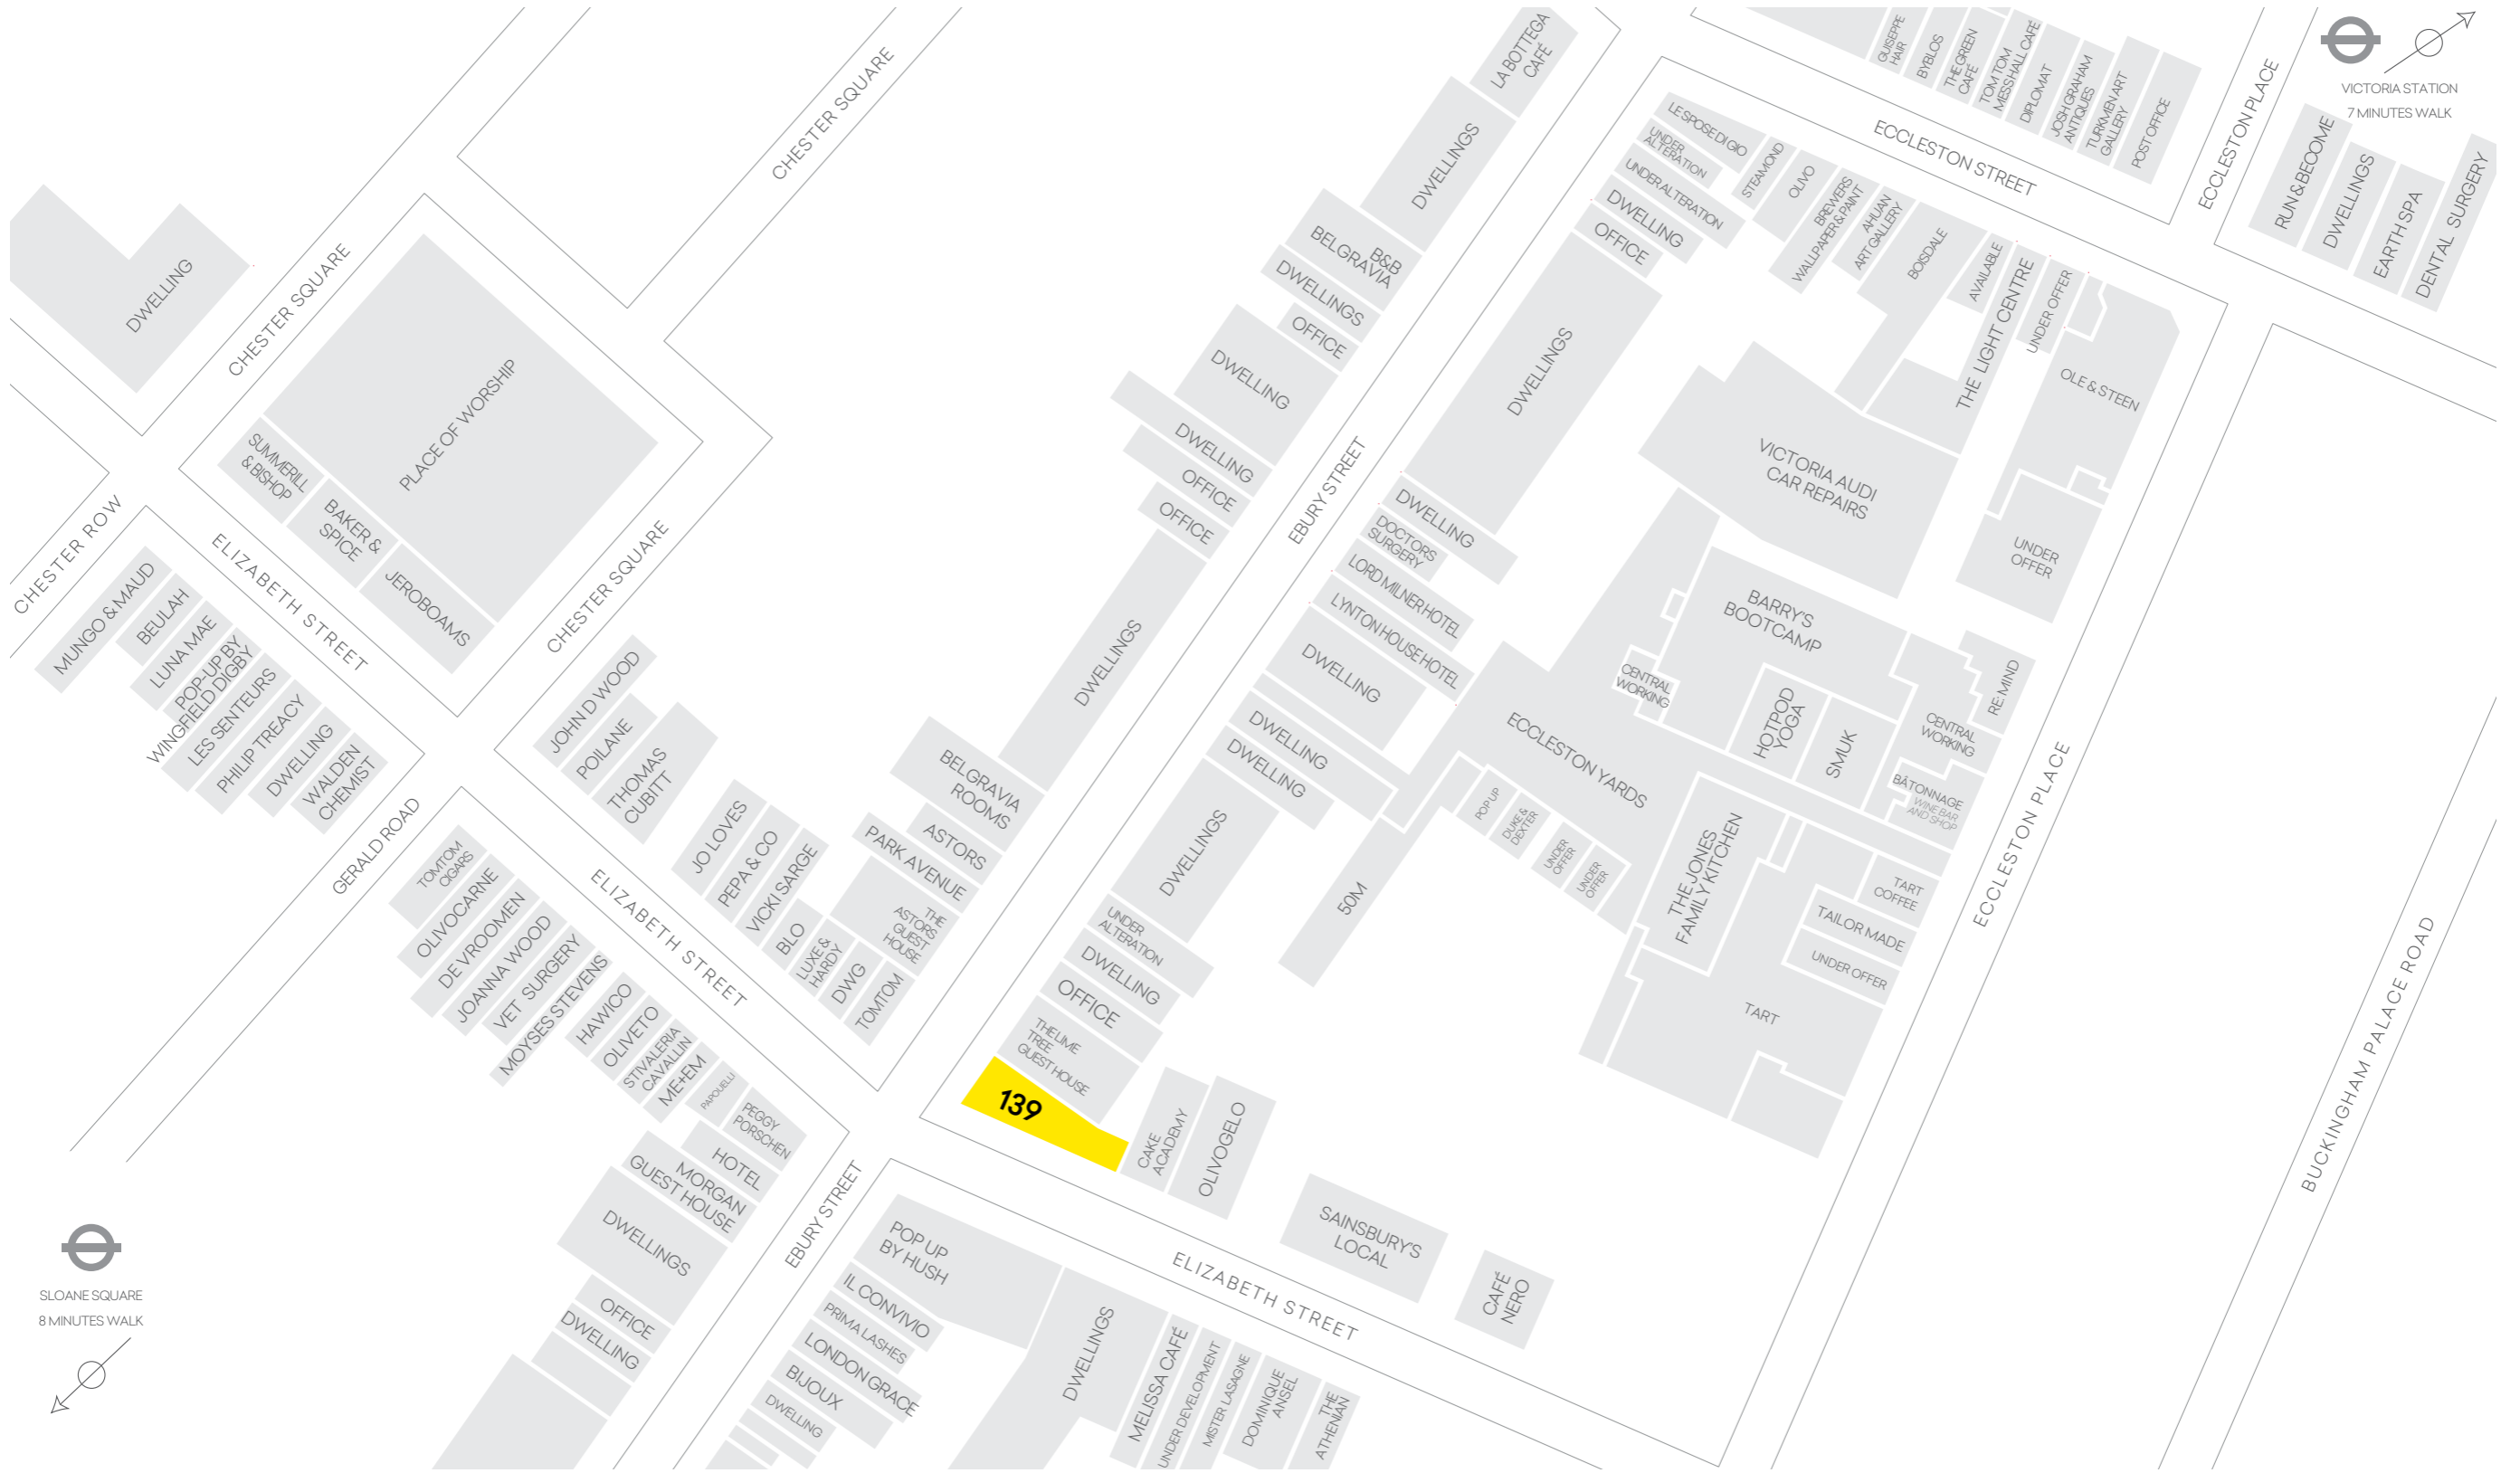 LA BOTTEGA
CAFÉ
GUISEPPE
HAIR
BYBLOS
THE GREEN
CAFÉ
TOM TOM
MESS HALL CAFÉ
DIPLOMAT
JOSH GRAHAM
ANTIQUES
TURKMEN ART
GALLERY
POST OFFICE
ECCLESTON PLACE
VICTORIA STATION
7 MINUTES WALK
RUN & BECOME
DWELLINGS
EARTH SPA
DENTAL SURGERY
ECCLESTON STREET
CHESTER SQUARE
DWELLINGS
LE SPOSE DI GIO
UNDER
ALTERATION
UNDER ALTERATION
DWELLING
OFFICE
STEAMOND
OLIVO
BREWERS
WALLPAPER & PAINT
AHUAN
ART GALLERY
BOISDALE
AVAILABLE
THE LIGHT CENTRE
UNDER OFFER
OLE & STEEN
UNDER
OFFER
DWELLING
CHESTER SQUARE
PLACE OF WORSHIP
SUMMERILL
& BISHOP
BAKER &
SPICE
JEROBOAMS
CHESTER SQUARE
CHESTER ROW
ELIZABETH STREET
B&B
BELGRAVIA
DWELLINGS
OFFICE
DWELLING
DWELLING
OFFICE
OFFICE
DWELLINGS
EBURY STREET
DWELLINGS
DWELLING
DOCTORS
SURGERY
LORD MILNER HOTEL
LYNTON HOUSE HOTEL
DWELLING
DWELLING
DWELLING
DWELLINGS
UNDER
ALTERATION
DWELLING
OFFICE
THE LIME
TREE
GUEST HOUSE
139
VICTORIA AUDI
CAR REPAIRS
BARRY'S
BOOTCAMP
CENTRAL
WORKING
HOTPOD
YOGA
SMUK
RE:MIND
CENTRAL
WORKING
BÂTONNAGE
WINE BAR
AND SHOP
ECCLESTON YARDS
POP UP
DUKE &
DEXTER
UNDER
OFFER
UNDER
OFFER
50M
THE JONES
FAMILY KITCHEN
TART
COFFEE
TAILOR MADE
UNDER OFFER
TART
ECCLESTON PLACE
BUCKINGHAM PALACE ROAD
MUNGO & MAUD
BEULAH
LUNA MAE
POP-UP BY
WINGFIELD DIGBY
LES SENTEURS
PHILIP TREACY
DWELLING
WALDEN
CHEMIST
GERALD ROAD
JOHN D WOOD
POILANE
THOMAS
CUBITT
JO LOVES
PEPA & CO
VICKI SARGE
BLO
LUXE &
HARDY
DWG
TOMTOM
BELGRAVIA
ROOMS
ASTORS
PARK AVENUE
THE
ASTORS
GUEST
HOUSE
ELIZABETH STREET
TOMTOM
CIGARS
OLIVOCARNE
DE VROOMEN
JOANNA WOOD
VET SURGERY
MOYSES STEVENS
HAWICO
OLIVETO
STIVALERIA
CAVALLIN
ME+EM
PAPOUELLI
PEGGY
PORSCHEN
HOTEL
MORGAN
GUEST HOUSE
DWELLINGS
OFFICE
DWELLING
EBURY STREET
CAKE
ACADEMY
OLIVOGELO
SAINSBURY'S
LOCAL
CAFÉ
NERO
ELIZABETH STREET
POP UP
BY HUSH
IL CONVIVIO
PRIMA LASHES
LONDON GRACE
BIJOUX
DWELLING
DWELLINGS
MELISSA CAFÉ
UNDER DEVELOPMENT
MISTER LASAGNE
DOMINIQUE
ANSEL
THE
ATHENIAN
SLOANE SQUARE
8 MINUTES WALK